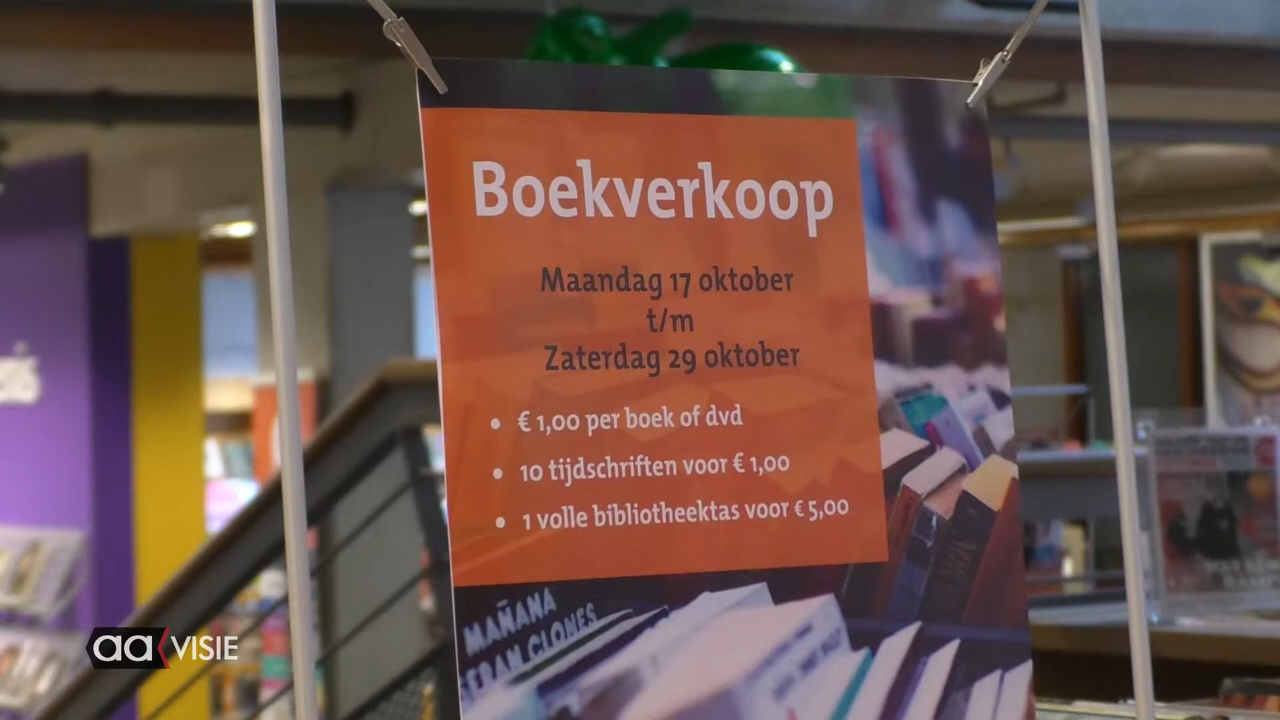 Boekverkoop
Maandag 17 oktober
t/m
Zaterdag 29 oktober
• € 1,00 per boek of dvd
• 10 tijdschriften voor € 1,00
• 1 volle bibliotheektas voor € 5,00
MAÑANA
SERAN CLONES
aa VISIE